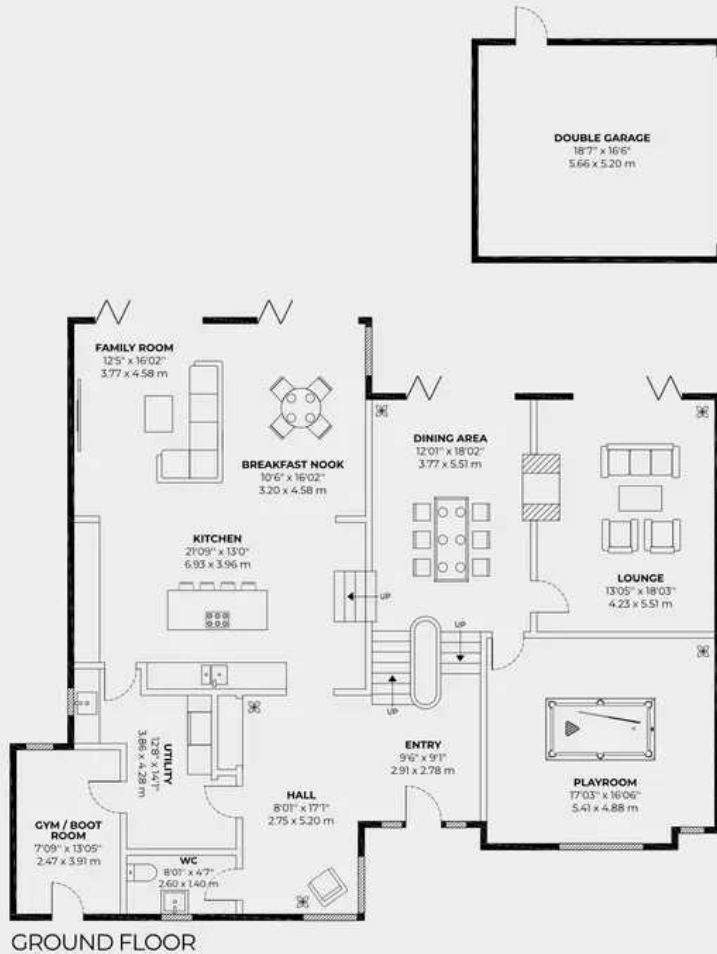 DOUBLE GARAGE
18'7" x 16'6"
5.66 x 5.20 m
FAMILY ROOM
12'5" x 16'02"
3.77 x 4.58 m
BREAKFAST NOOK
10'6" x 16'02"
3.20 x 4.58 m
DINING AREA
12'01" x 18'02"
3.77 x 5.51 m
KITCHEN
21'09" x 13'0"
6.93 x 3.96 m
LOUNGE
13'05" x 18'03"
4.23 x 5.51 m
UP
UP
UP
ENTRY
9'6" x 9'1"
2.91 x 2.78 m
PLAYROOM
17'03" x 16'06"
5.41 x 4.88 m
UTILITY
12'8" x 14'1"
3.86 x 4.28 m
HALL
8'01" x 17'1"
2.75 x 5.20 m
GYM / BOOT
ROOM
7'09" x 13'05"
2.47 x 3.91 m
WC
8'01" x 4'7"
2.60 x 1.40 m
GROUND FLOOR